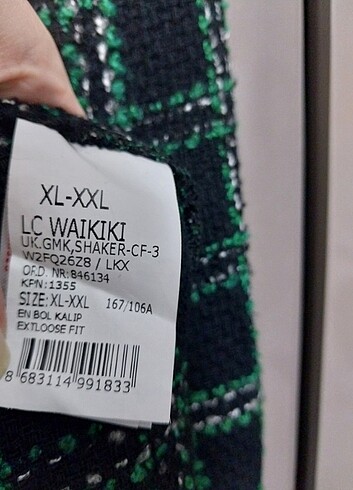 XL-XXL
LC WAIKIKI
UK.GMK,SHAKER-CF-3
W2FQ26Z8 / LKX
ORD. NR:846134
KPN:1355
SIZE: XL-XXL 167/106A
EN BOL KALIP
EXTLOOSE FIT
8 683114 991833